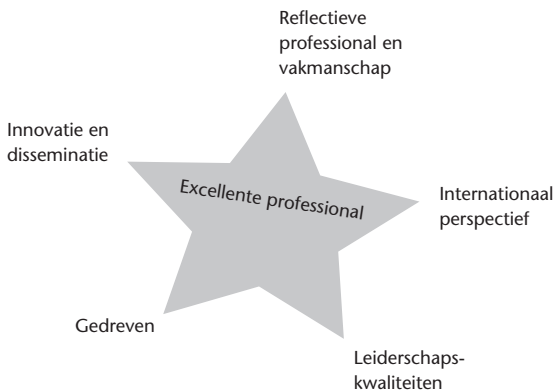 Reflectieve
professional en
vakmanschap
Innovatie en
disseminatie
Excellente professional
Internationaal
perspectief
Gedreven
Leiderschaps-
kwaliteiten